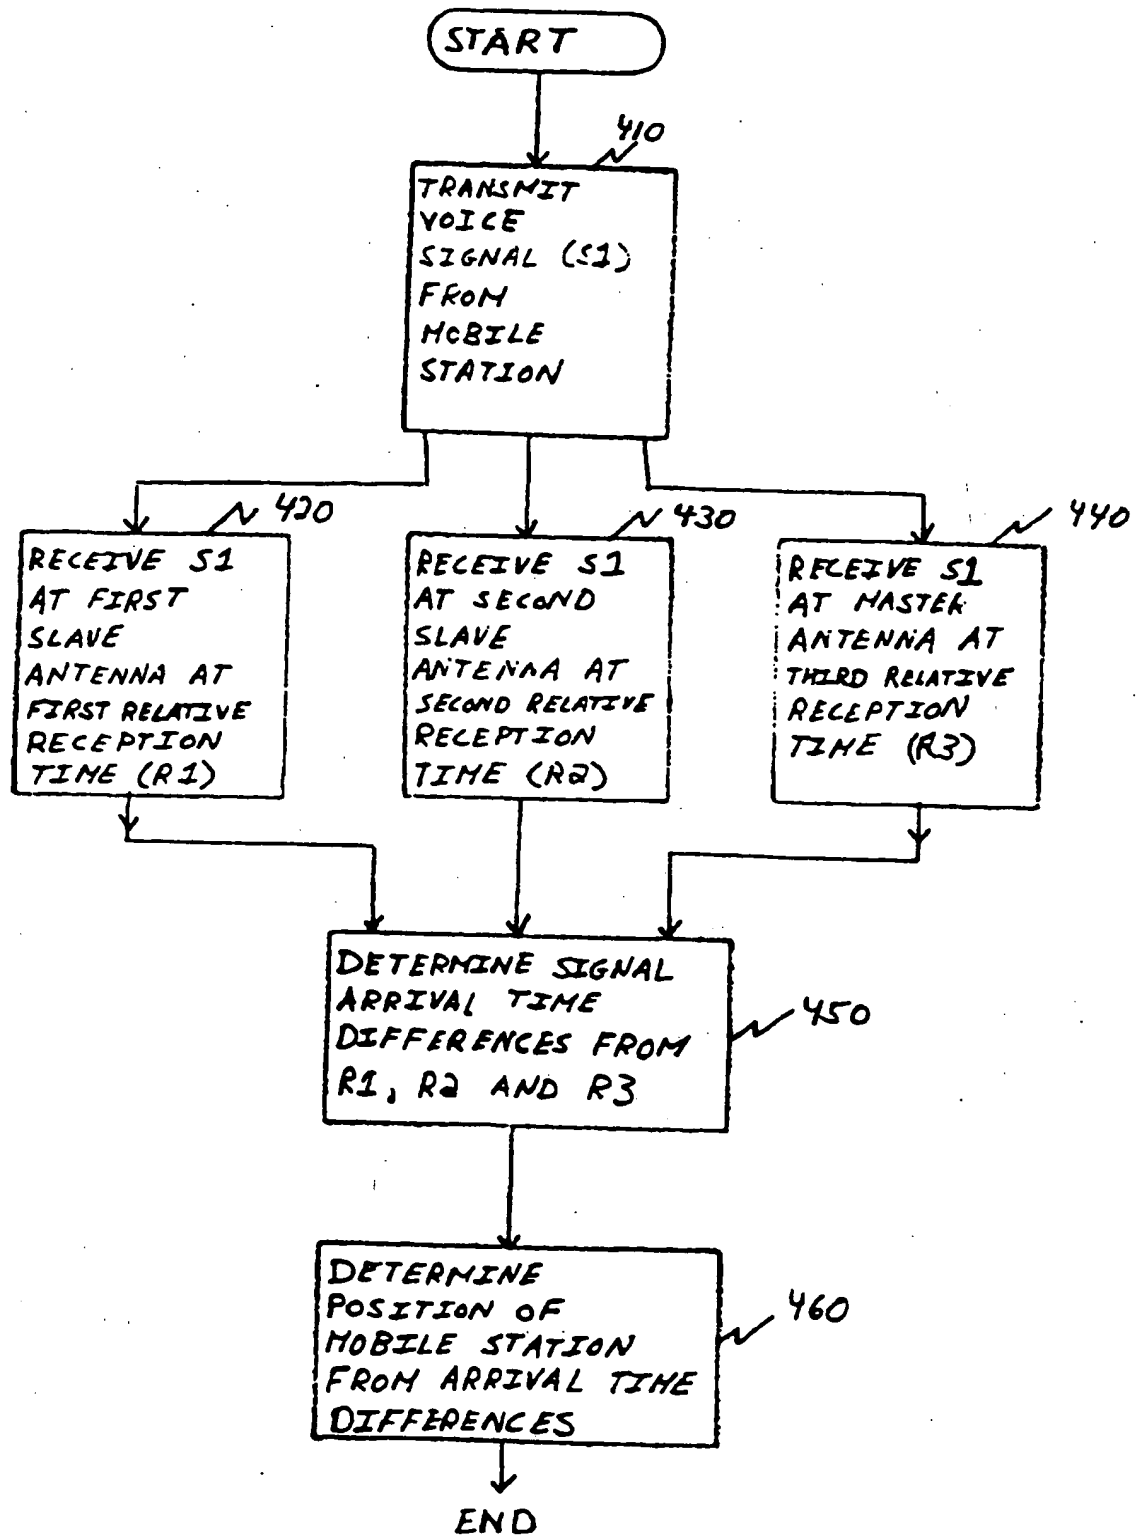 START
410
TRANSMIT
VOICE
SIGNAL (S1)
FROM
MOBILE
STATION
420
RECEIVE S1
AT FIRST
SLAVE
ANTENNA AT
FIRST RELATIVE
RECEPTION
TIME (R1)
430
RECEIVE S1
AT SECOND
SLAVE
ANTENNA AT
SECOND RELATIVE
RECEPTION
TIME (R2)
440
RECEIVE S1
AT MASTER
ANTENNA AT
THIRD RELATIVE
RECEPTION
TIME (R3)
DETERMINE SIGNAL
ARRIVAL TIME
DIFFERENCES FROM
R1, R2 AND R3
450
DETERMINE
POSITION OF
MOBILE STATION
FROM ARRIVAL TIME
DIFFERENCES
460
END